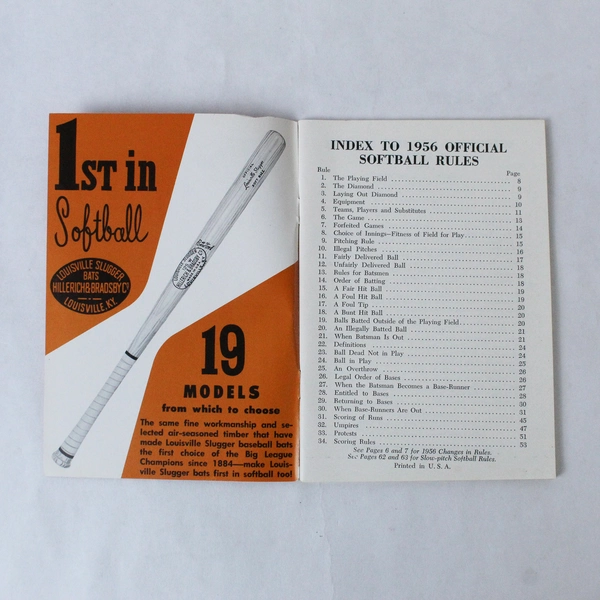 1ST in
Softball
LOUISVILLE SLUGGER
BATS
HILLERICH & BRADSBY Co
LOUISVILLE, KY.
19
MODELS
from which to choose
The same fine workmanship and se-
lected air-seasoned timber that have
made Louisville Slugger baseball bats
the first choice of the Big League
Champions since 1884—make Louis-
ville Slugger bats first in softball too!
OFFICIAL
Louisville Slugger
SOFT BALL
INDEX TO 1956 OFFICIAL
SOFTBALL RULES
Rule Page
1. The Playing Field 8
2. The Diamond 9
3. Laying Out Diamond 9
4. Equipment 10
5. Teams, Players and Substitutes 11
6. The Game 13
7. Forfeited Games 14
8. Choice of Innings—Fitness of Field for Play 15
9. Pitching Rule 15
10. Illegal Pitches 16
11. Fairly Delivered Ball 17
12. Unfairly Delivered Ball 18
13. Rules for Batsmen 18
14. Order of Batting 18
15. A Fair Hit Ball 19
16. A Foul Hit Ball 19
17. A Foul Tip 20
18. A Bunt Hit Ball 20
19. Balls Batted Outside of the Playing Field 20
20. An Illegally Batted Ball 21
21. When Batsman Is Out 21
22. Definitions 24
23. Ball Dead Not in Play 24
24. Ball in Play 25
25. An Overthrow 26
26. Legal Order of Bases 26
27. When the Batsman Becomes a Base-Runner 27
28. Entitled to Bases 28
29. Returning to Bases 30
30. When Base-Runners Are Out 31
31. Scoring of Runs 45
32. Umpires 47
33. Protests 51
34. Scoring Rules 53
See Pages 6 and 7 for 1956 Changes in Rules.
See Pages 62 and 63 for Slow-pitch Softball Rules.
Printed in U. S. A.